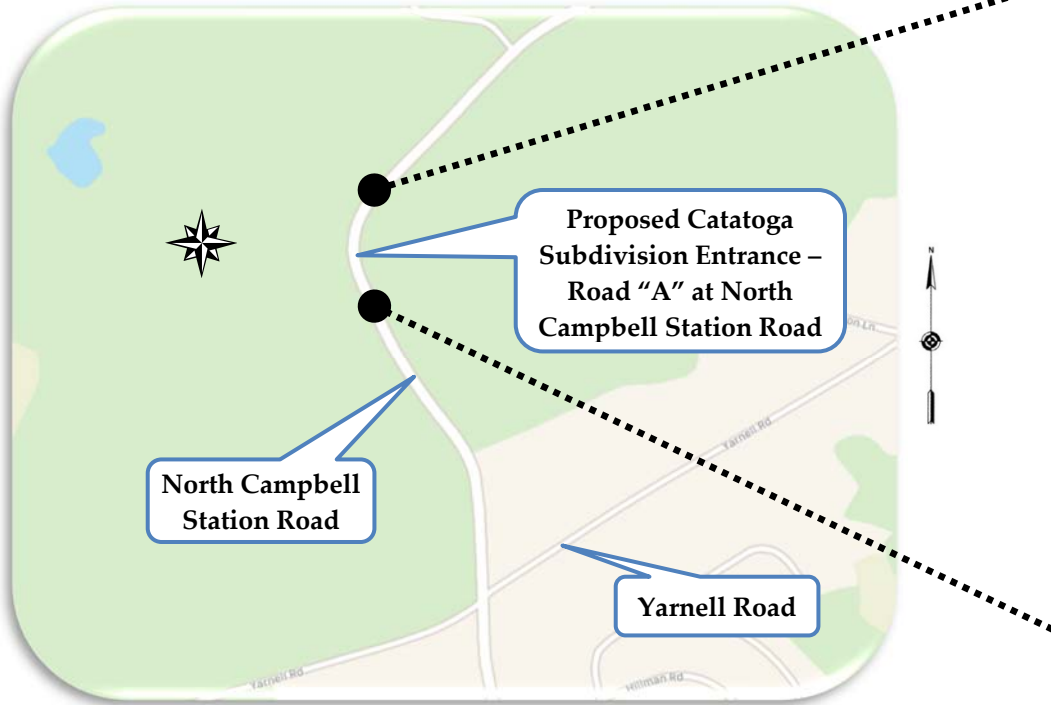 N
Proposed Catatoga
Subdivision Entrance –
Road “A” at North
Campbell Station Road
Ln
Yarnell Rd
North Campbell
Station Road
Yarnell Road
Yarnell Rd
Hillman Rd